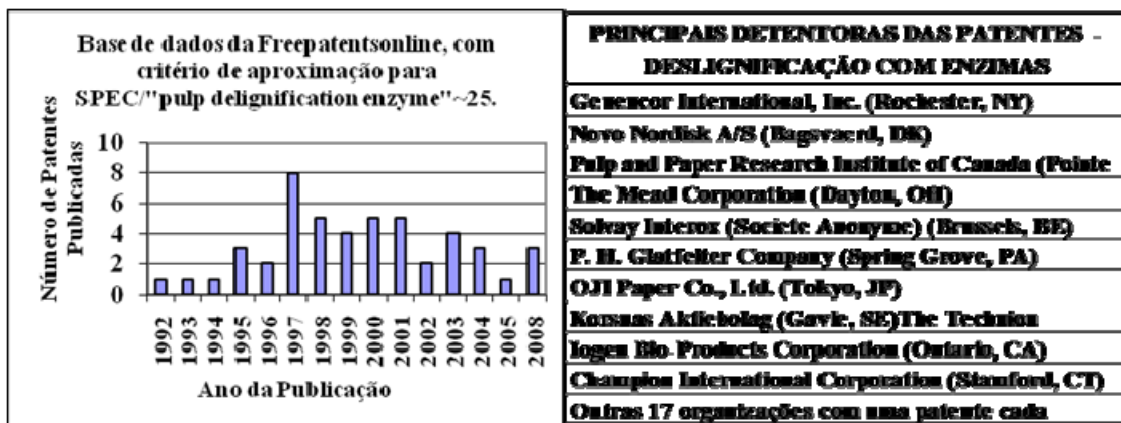 Base de dados da Freepatentsonline, com
critério de aproximação para
SPEC/"pulp delignification enzyme"~25.
Número de Patentes
Publicadas
10
8
6
4
2
0
1992
1993
1994
1995
1996
1997
1998
1999
2000
2001
2002
2003
2004
2005
2008
Ano da Publicação
PRINCIPAIS DETENTORAS DAS PATENTES -
DESLIGNIFICAÇÃO COM ENZIMAS
Genencor International, Inc. (Rochester, NY)
Novo Nordisk A/S (Bagsvaerd, DK)
Pulp and Paper Research Institute of Canada (Pointe
The Mead Corporation (Dayton, OH)
Solvay Interox (Societe Anonyme) (Brussels, BE)
P. H. Glatfelter Company (Spring Grove, PA)
OJI Paper Co., Ltd. (Tokyo, JP)
Korsnas Aktiebolag (Gavle, SE)The Technion
Iogen Bio-Products Corporation (Ontario, CA)
Champion International Corporation (Stamford, CT)
Outras 17 organizações com uma patente cada